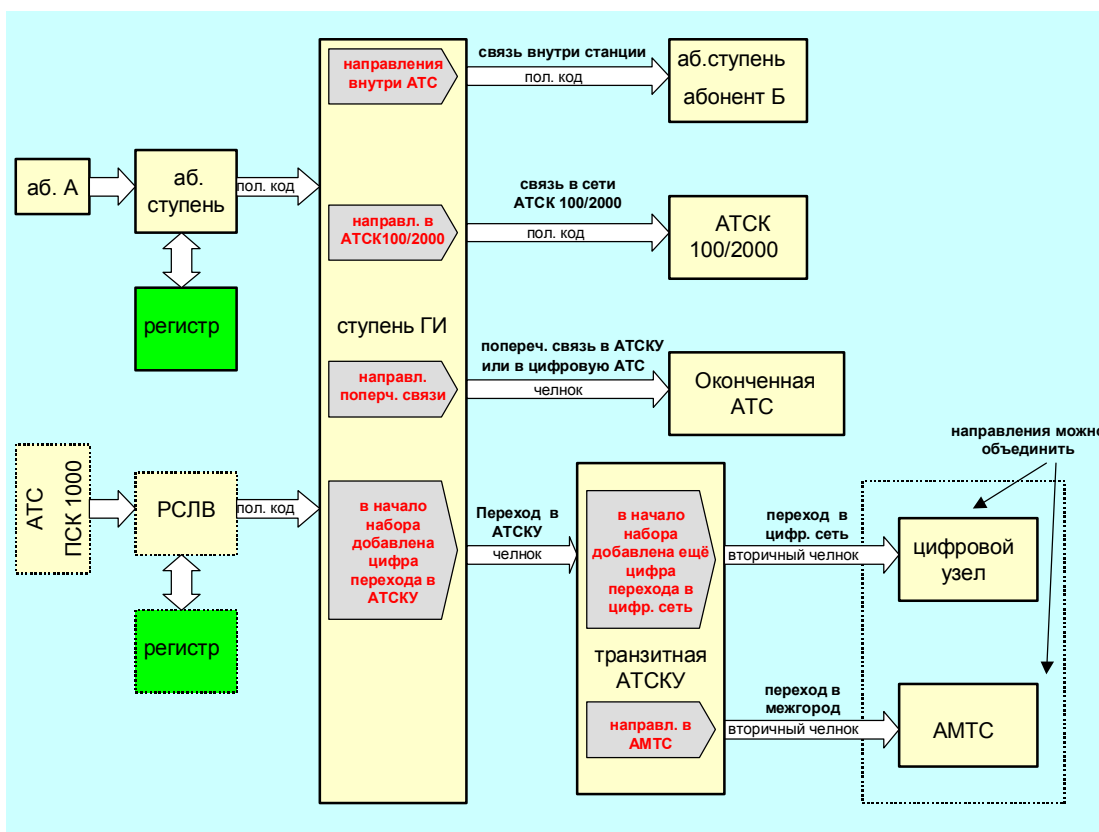 связь внутри станции
направления
внутри АТС
пол. код
аб.ступень
абонент Б
аб. А
аб.
ступень
пол. код
регистр
связь в сети
АТСК 100/2000
направл. в
АТСК100/2000
пол. код
АТСК
100/2000
ступень ГИ
попереч. связь в АТСКУ
или в цифровую АТС
направл.
поперч. связи
челнок
Оконченная
АТС
АТС
ПСК 1000
РСЛВ
пол. код
регистр
в начало
набора
добавлена
цифра
перехода в
АТСКУ
Переход в
АТСКУ
челнок
в начало
набора
добавлена ещё
цифра
перехода в
цифр. сеть
транзитная
АТСКУ
направл. в
АМТС
переход в
цифр. сеть
вторичный челнок
переход в
межгород
вторичный челнок
направления можно
объединить
цифровой
узел
АМТС